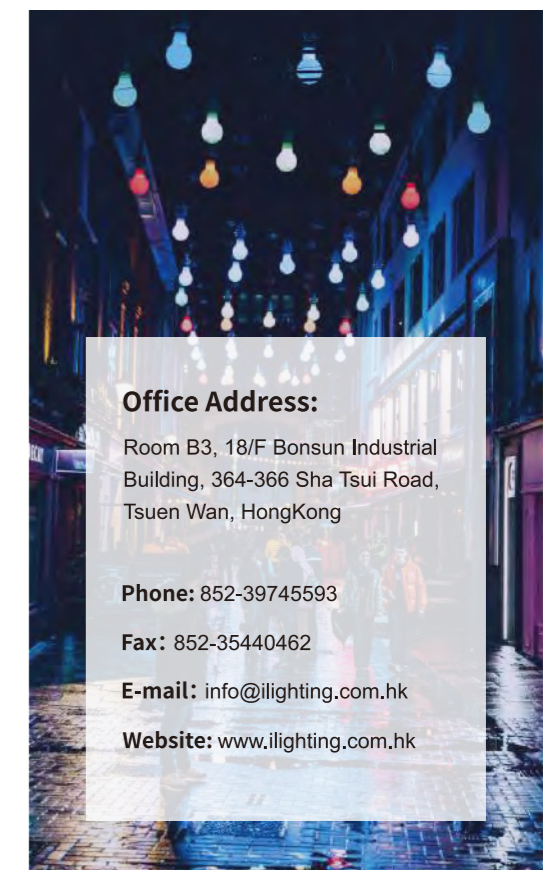 Office Address:
Room B3, 18/F Bonsun Industrial
Building, 364-366 Sha Tsui Road,
Tsuen Wan, HongKong
Phone: 852-39745593
Fax: 852-35440462
E-mail: info@ilighting.com.hk
Website: www.ilighting.com.hk